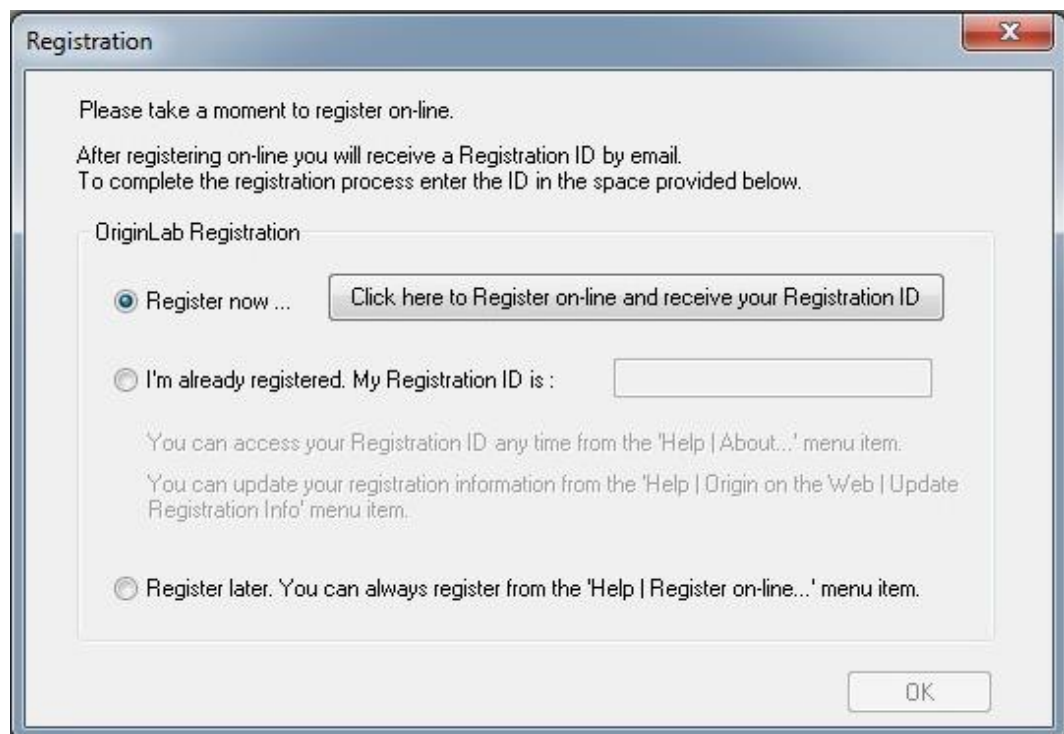 Registration
Please take a moment to register on-line.
After registering on-line you will receive a Registration ID by email.
To complete the registration process enter the ID in the space provided below.
OriginLab Registration
Register now ...
Click here to Register on-line and receive your Registration ID
I'm already registered. My Registration ID is :
You can access your Registration ID any time from the 'Help | About...' menu item.
You can update your registration information from the 'Help | Origin on the Web | Update
Registration Info' menu item.
Register later. You can always register from the 'Help | Register on-line...' menu item.
OK